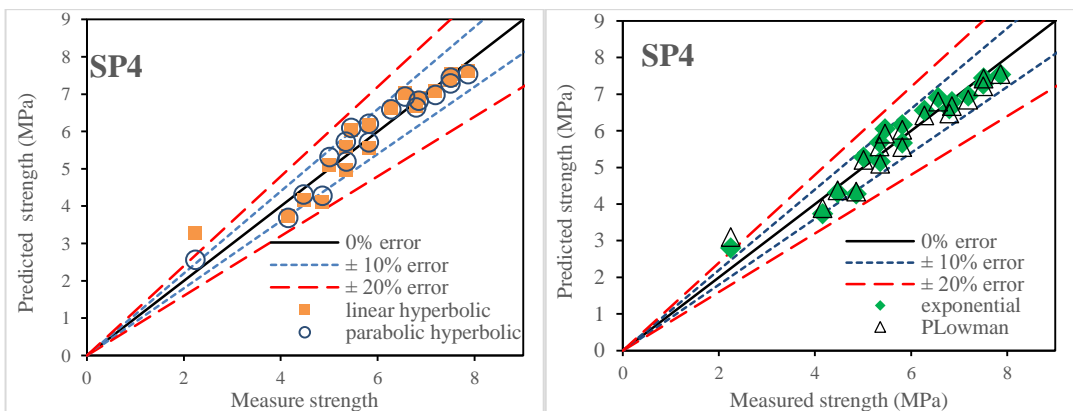 SP4
Predicted strength (MPa)
9
8
7
6
5
4
3
2
1
0
0 2 4 6 8
Measure strength
0% error
± 10% error
± 20% error
linear hyperbolic
parabolic hyperbolic
SP4
Predicted strength (MPa)
9
8
7
6
5
4
3
2
1
0
0 2 4 6 8
Measured strength (MPa)
0% error
± 10% error
± 20% error
exponential
PLowman